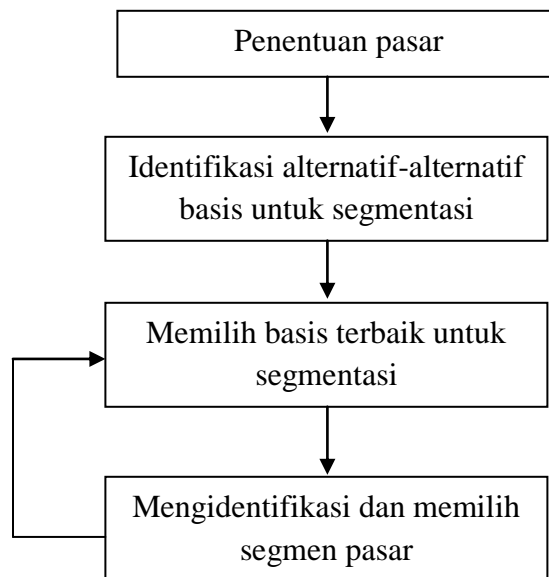 Penentuan pasar
Identifikasi alternatif-alternatif
basis untuk segmentasi
Memilih basis terbaik untuk
segmentasi
Mengidentifikasi dan memilih
segmen pasar